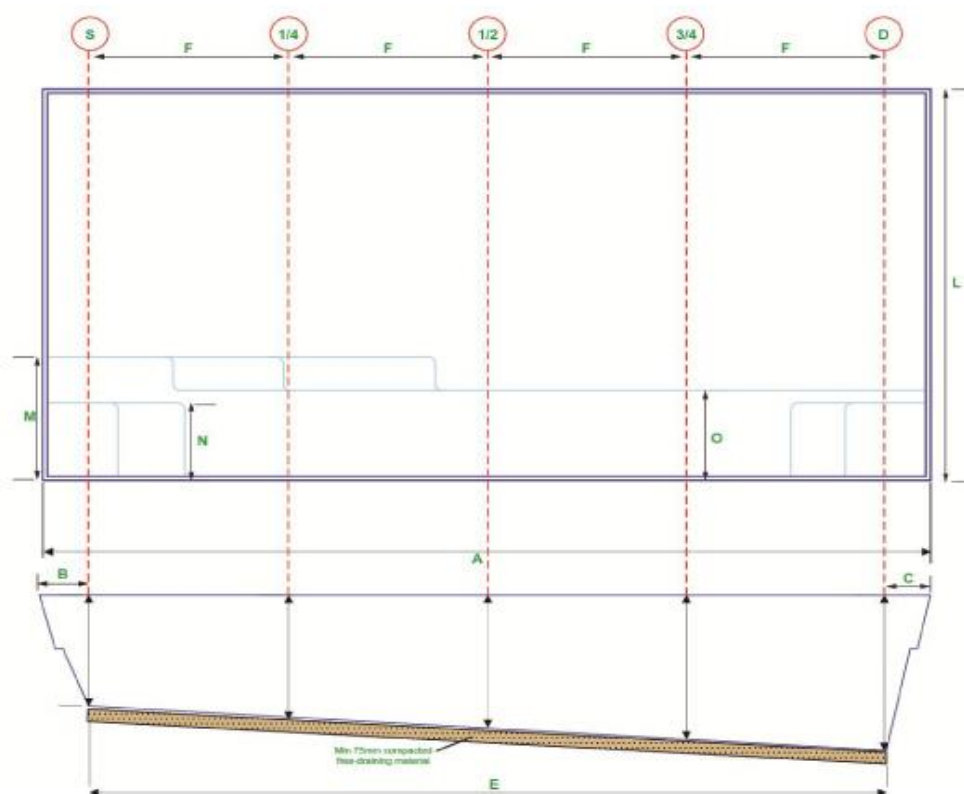 S
1/4
1/2
3/4
D
F
F
F
F
L
M
N
O
A
B
C
Min 75mm compacted
free-draining material
E